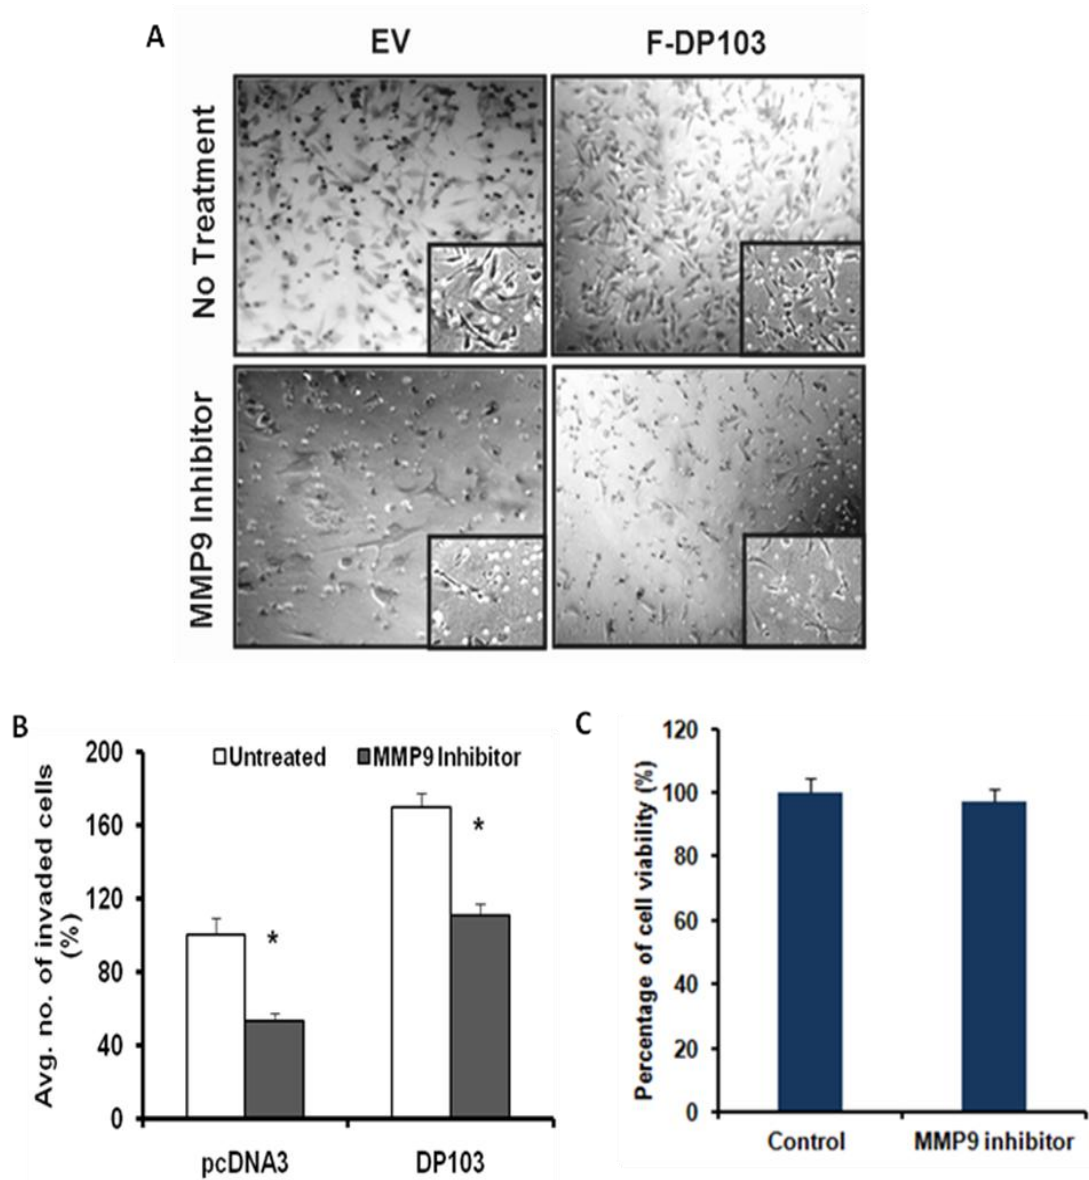 A
EV
F-DP103
No Treatment
MMP9 Inhibitor
B
Untreated
MMP9 Inhibitor
Avg. no. of invaded cells
(%)
200
160
120
80
40
0
*
*
pcDNA3
DP103
C
Percentage of cell viability (%)
120
100
80
60
40
20
0
Control
MMP9 inhibitor